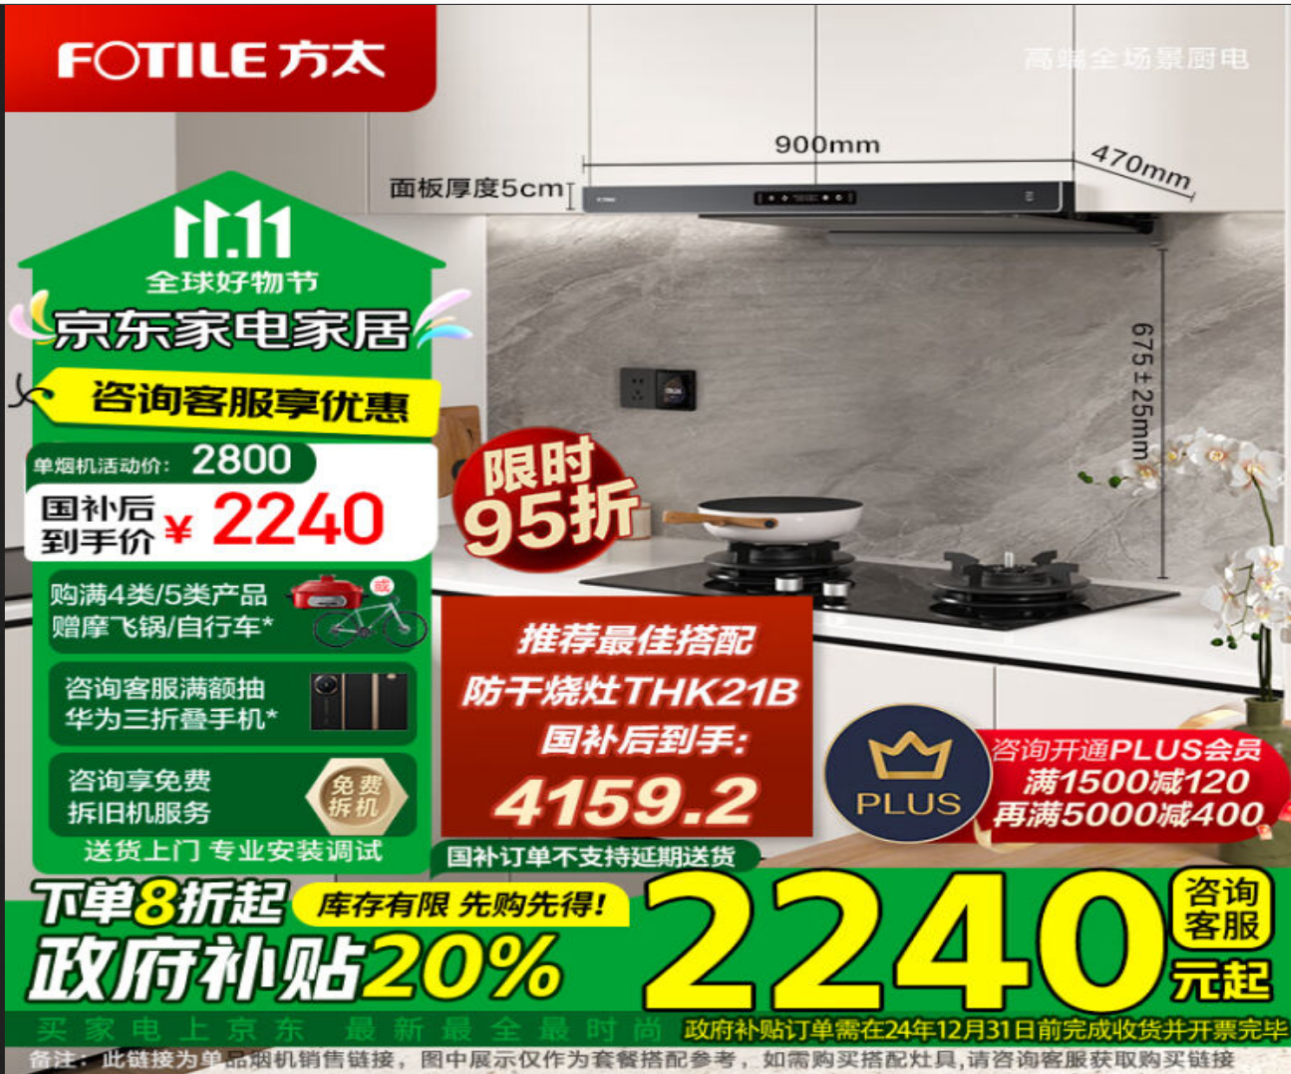 FOTILE 方太
高端全场景厨电
900mm
470mm
面板厚度5cm
675±25mm
11.11
全球好物节
京东家电家居
咨询客服享优惠
单烟机活动价: 2800
国补后
到手价 ¥ 2240
限时
95折
购满4类/5类产品
赠摩飞锅/自行车*
或
咨询客服满额抽
华为三折叠手机*
咨询享免费
拆旧机服务
免费
拆机
送货上门 专业安装调试
推荐最佳搭配
防干烧灶THK21B
国补后到手:
4159.2
PLUS
咨询开通PLUS会员
满1500减120
再满5000减400
国补订单不支持延期送货
下单8折起
库存有限 先购先得!
政府补贴20%
2240
咨询
客服
元起
买家电上京东 最新最全最时尚
政府补贴订单需在24年12月31日前完成收货并开票完毕
备注：此链接为单品烟机销售链接，图中展示仅作为套餐搭配参考，如需购买搭配灶具,请咨询客服获取购买链接